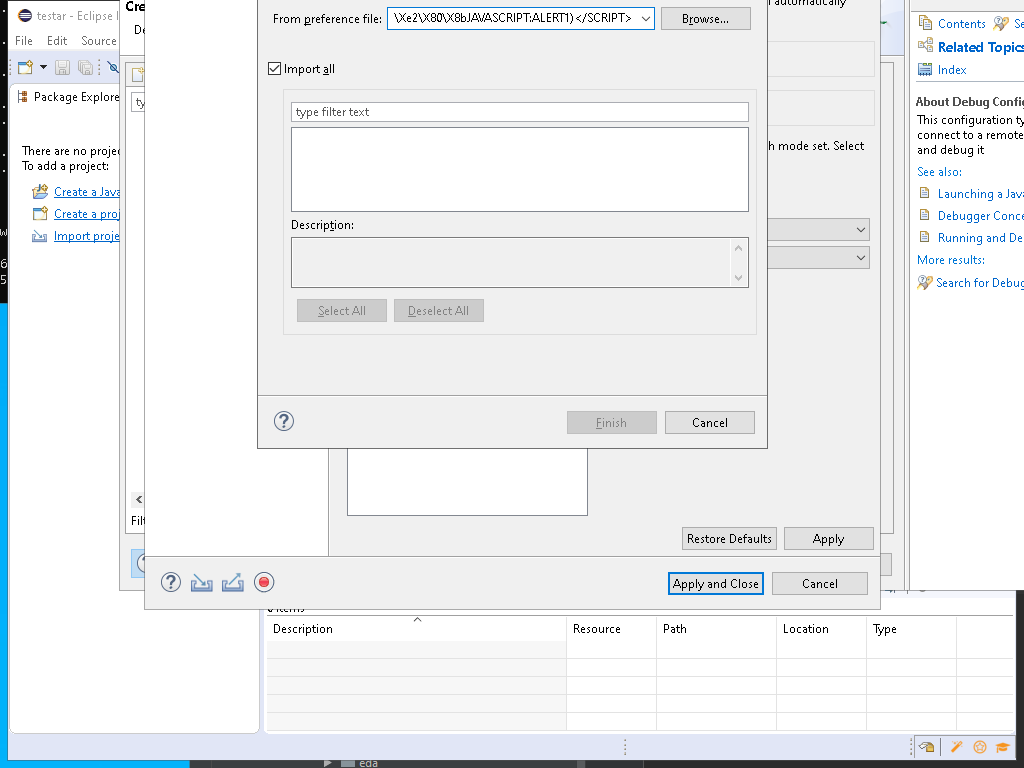 testar - Eclipse I
File Edit Source
Package Explore
There are no projec
To add a project:
Create a Java
Create a proj
Import proje
Cre
De
ty
Filt
From preference file: \Xe2\X80\X8bJAVASCRIPT:ALERT1) </SCRIPT> Browse...
Import all
type filter text
Description:
Select All Deselect All
Finish Cancel
automatically
h mode set. Select
Restore Defaults Apply
Apply and Close Cancel
Contents Se
Related Topics
Index
About Debug Config
This configuration ty
connect to a remote
and debug it
See also:
Launching a Java
Debugger Conce
Running and De
More results:
Search for Debug
items
Description Resource Path Location Type
eda